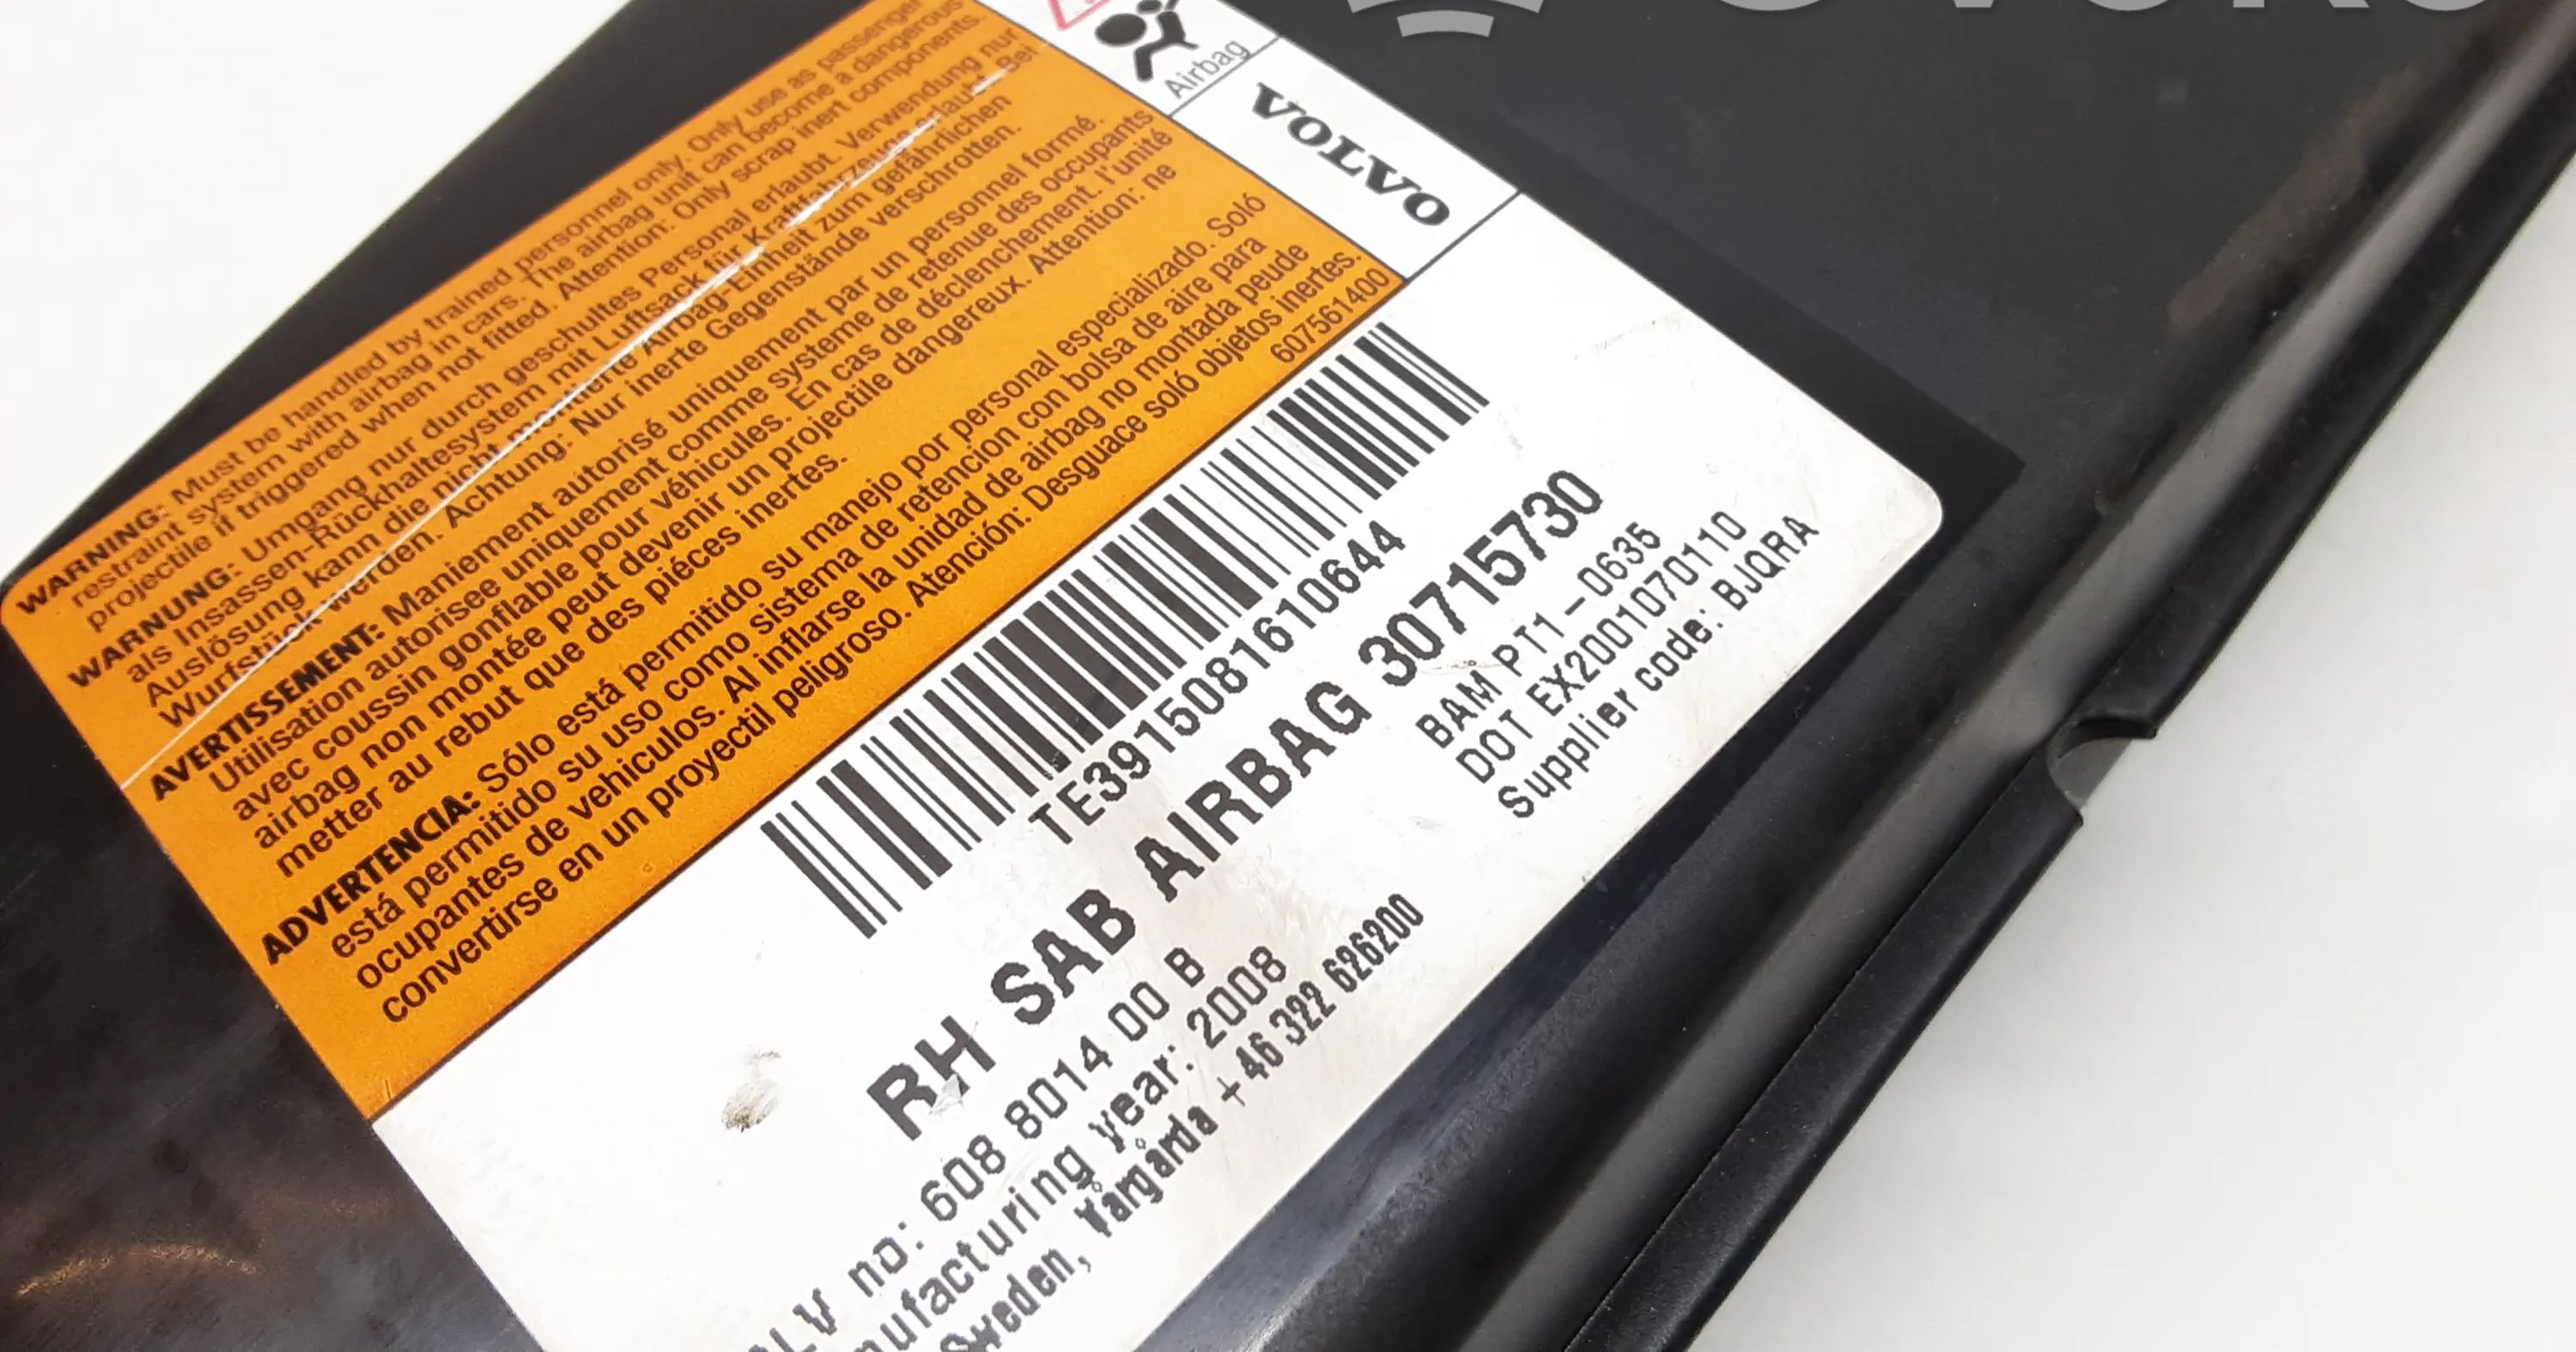 Airbag
VOLVO
WARNING: Must be handled by trained personnel only. Only use as passenger
restraint system with airbag in cars. The airbag unit can become a dangerous
projectile if triggered when not fitted. Attention: Only scrap inert components.
WARNUNG: Umgang nur durch geschultes Personal erlaubt. Verwendung nur
als Insassen-Rückhaltesystem mit Luftsack für Kraftfahrzeuge erlaubt. Bei
Auslösung kann die nicht montierte Airbag-Einheit zum gefährlichen
Wurfstück werden. Achtung: Nur inerte Gegenstände verschrotten.
AVERTISSEMENT: Maniement autorisé uniquement par un personnel formé.
Utilisation autorisee uniquement comme systeme de retenue des occupants
avec coussin gonflable pour véhicules. En cas de déclenchement. l'unité
airbag non montée peut devenir un projectile dangereux. Attention: ne
metter au rebut que des piéces inertes.
ADVERTENCIA: Sólo está permitido su manejo por personal especializado. Soló
está permitido su uso como sistema de retencion con bolsa de aire para
ocupantes de vehiculos. Al inflarse la unidad de airbag no montada peude
convertirse en un proyectil peligroso. Atención: Desguace soló objetos inertes.
607561400
TE3915081610644
RH SAB AIRBAG 30715730
BAM PT1-0635
DOT EX2001070110
Supplier code: BJQRA
ALV no: 608 8014 00 B
nufacturing year: 2008
Sweden, Vårgårda +46 322 626200